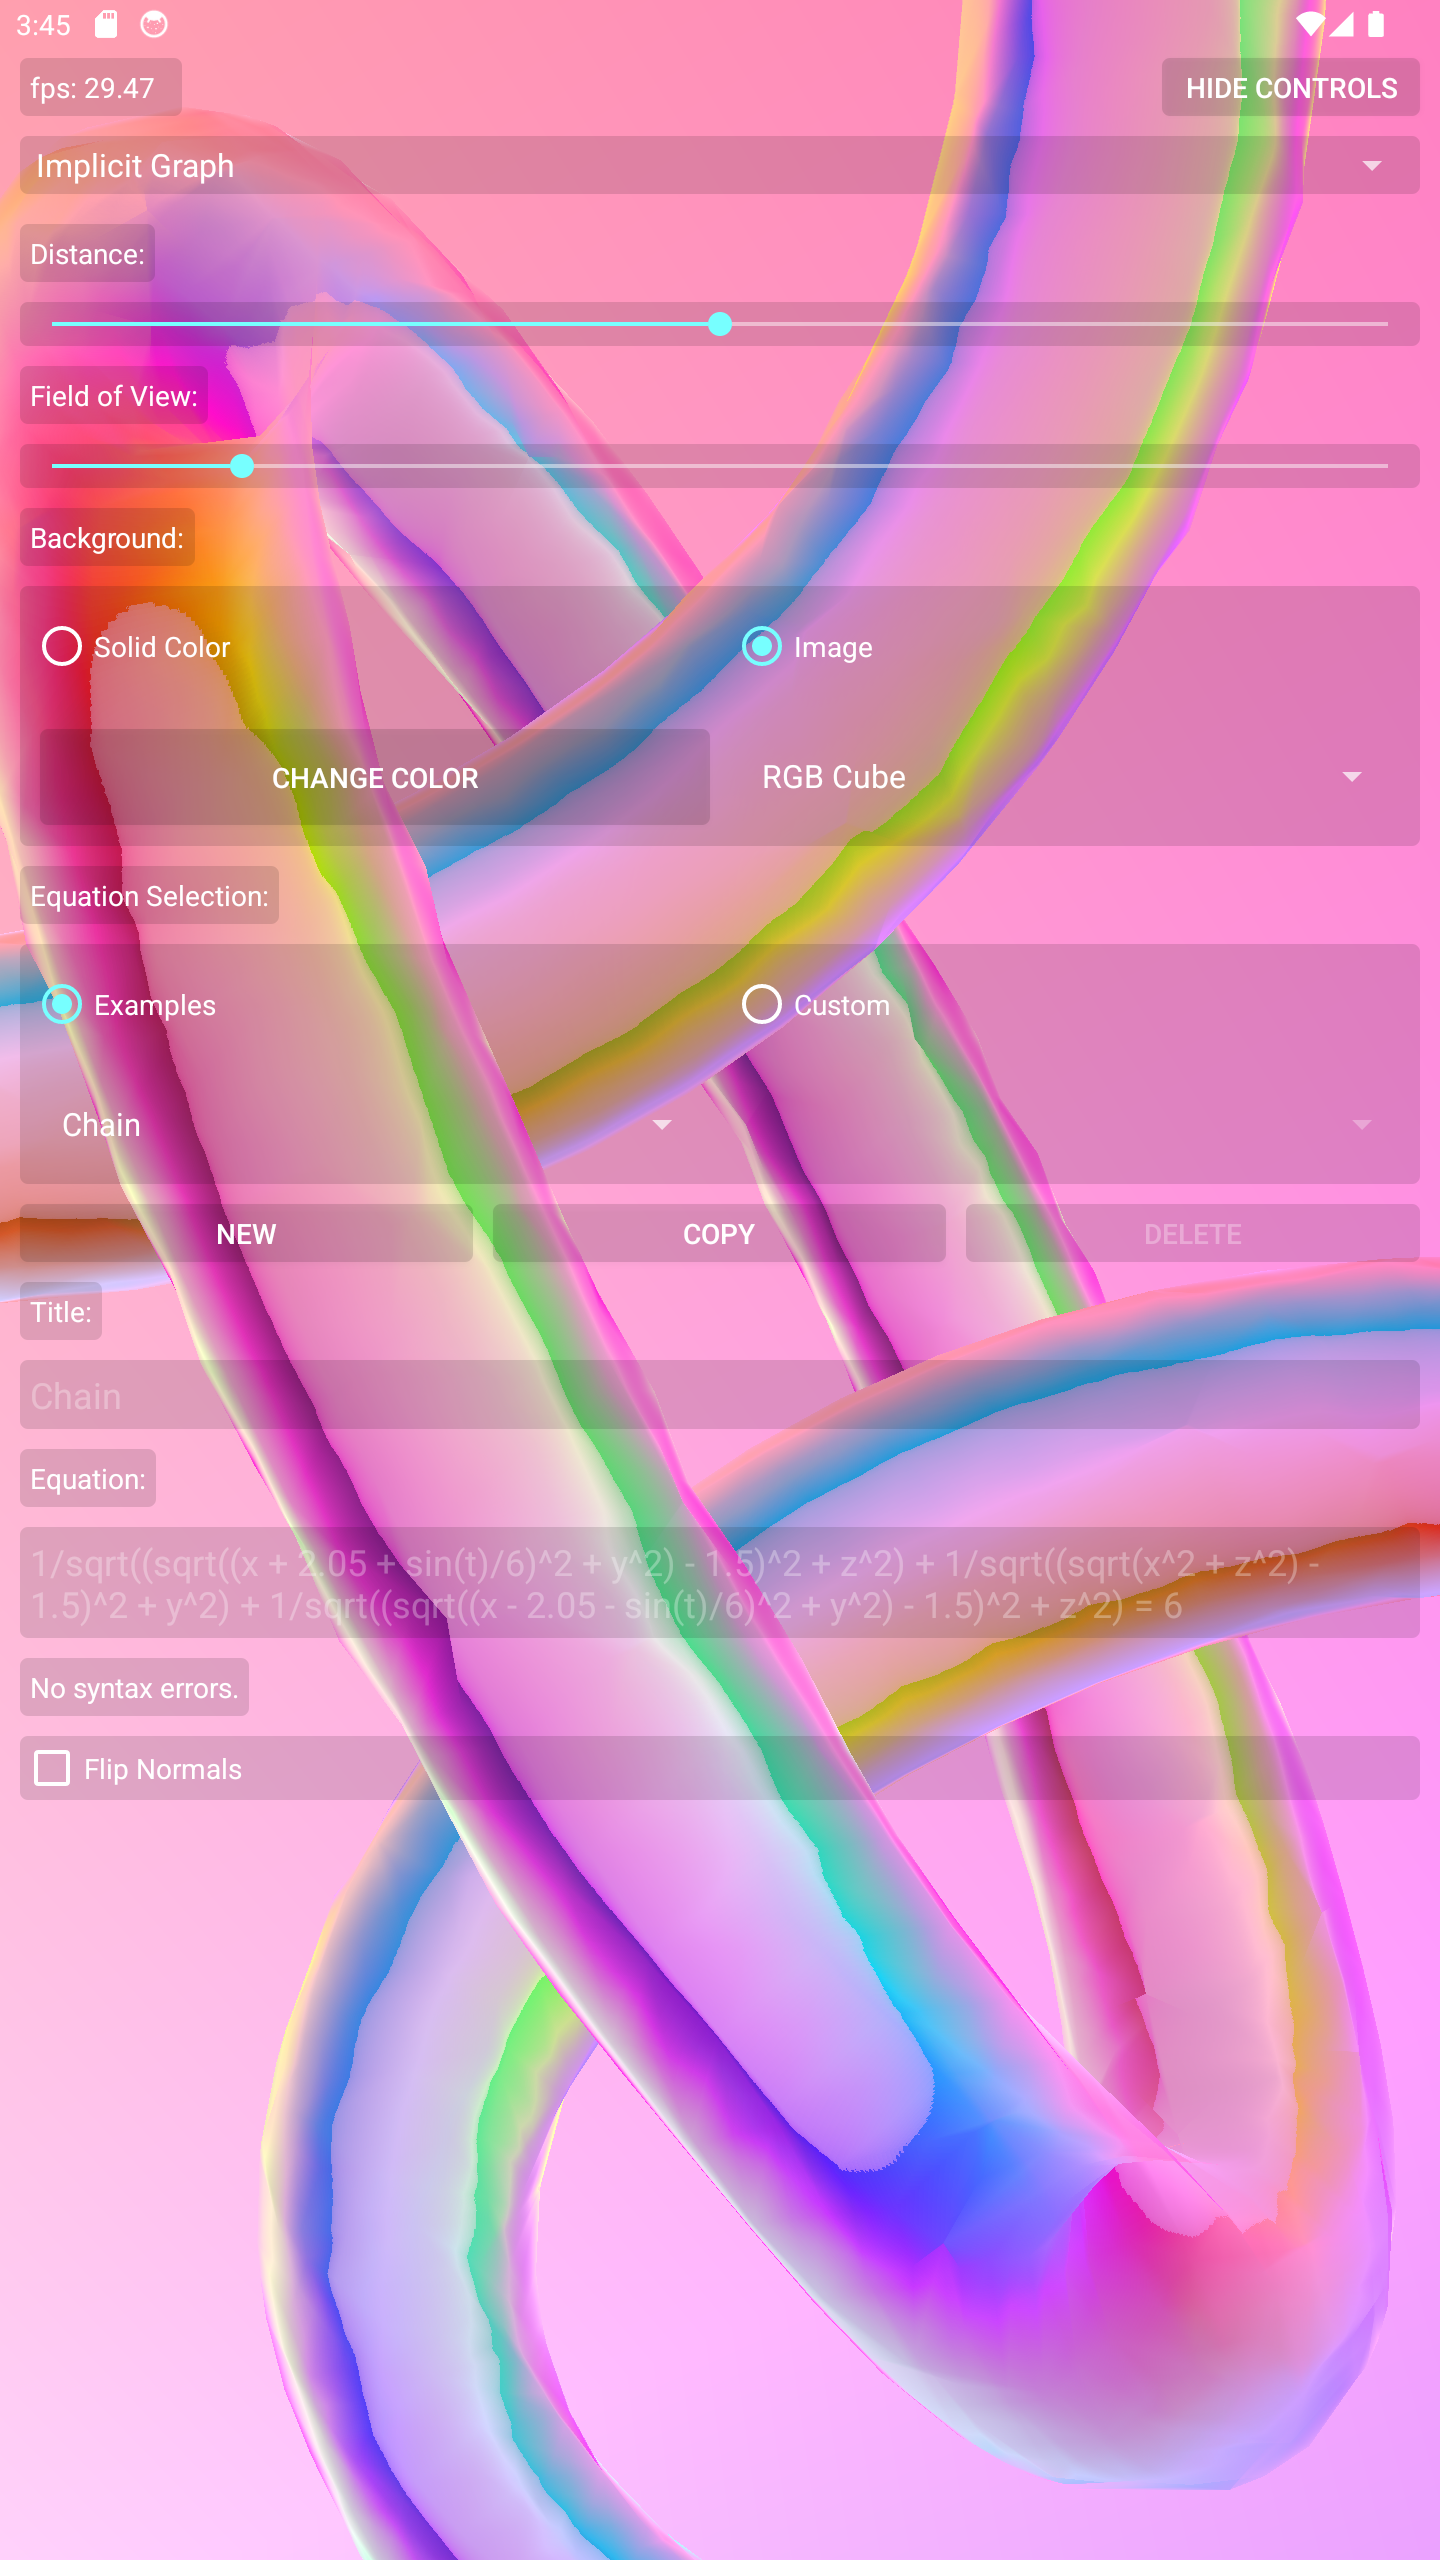 3:45
fps: 29.47
HIDE CONTROLS
Implicit Graph
Distance:
Field of View:
Background:
Solid Color
Image
CHANGE COLOR
RGB Cube
Equation Selection:
Examples
Custom
Chain
NEW
COPY
DELETE
Title:
Chain
Equation:
1/sqrt((sqrt((x + 2.05 + sin(t)/6)^2 + y^2) - 1.5)^2 + z^2) + 1/sqrt((sqrt(x^2 + z^2) -
1.5)^2 + y^2) + 1/sqrt((sqrt((x - 2.05 - sin(t)/6)^2 + y^2) - 1.5)^2 + z^2) = 6
No syntax errors.
Flip Normals